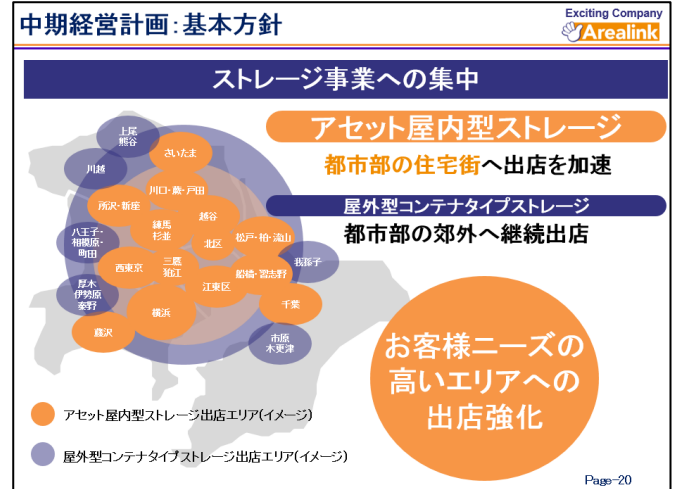 中期経営計画:基本方針
Exciting Company
Arealink
ストレージ事業への集中
アセット屋内型ストレージ
都市部の住宅街へ出店を加速
屋外型コンテナタイプストレージ
都市部の郊外へ継続出店
上尾
熊谷
さいたま
川越
川口・蔵・戸田
所沢・新座
越谷
練馬
杉並
北区
松戸・柏・流山
八王子・
相模原・
町田
我孫子
西東京
三鷹
狛江
船橋・習志野
江東区
厚木
伊勢原
秦野
横浜
千葉
藤沢
市原
木更津
お客様ニーズの
高いエリアへの
出店強化
アセット屋内型ストレージ出店エリア(イメージ)
屋外型コンテナタイプストレージ出店エリア(イメージ)
Page-20